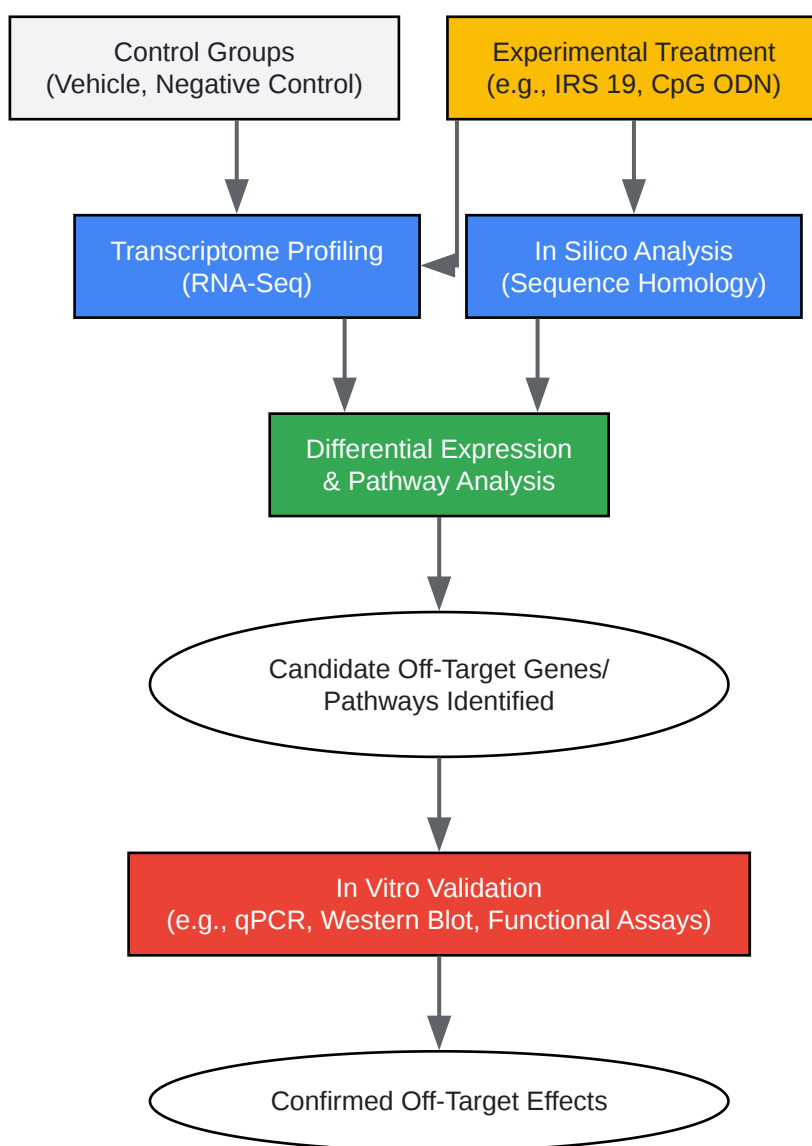 Control Groups
(Vehicle, Negative Control)
Experimental Treatment
(e.g., IRS 19, CpG ODN)
Transcriptome Profiling
(RNA-Seq)
In Silico Analysis
(Sequence Homology)
Differential Expression
& Pathway Analysis
Candidate Off-Target Genes/
Pathways Identified
In Vitro Validation
(e.g., qPCR, Western Blot, Functional Assays)
Confirmed Off-Target Effects